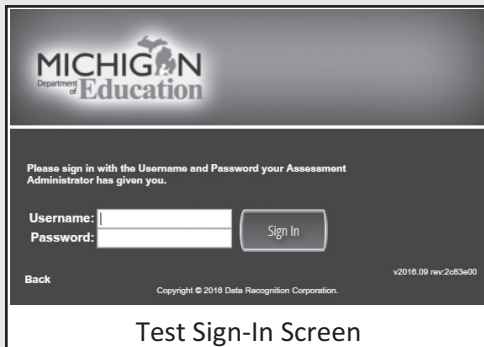 MICHIGAN
Department of Education
Please sign in with the Username and Password your Assessment
Administrator has given you.
Username:
Password:
Sign In
Back
v2016.09 rev:2c83e00
Copyright © 2016 Data Recognition Corporation.
Test Sign-In Screen